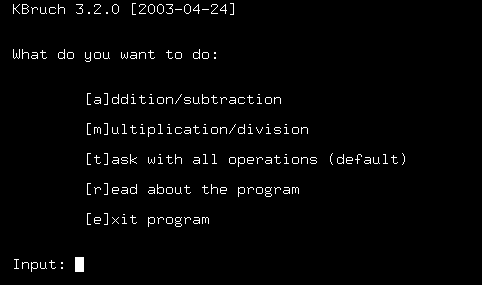 KBruch 3.2.0 [2003-04-24]
What do you want to do:
[a]ddition/subtraction
[m]ultiplication/division
[t]ask with all operations (default)
[r]ead about the program
[e]xit program
Input: